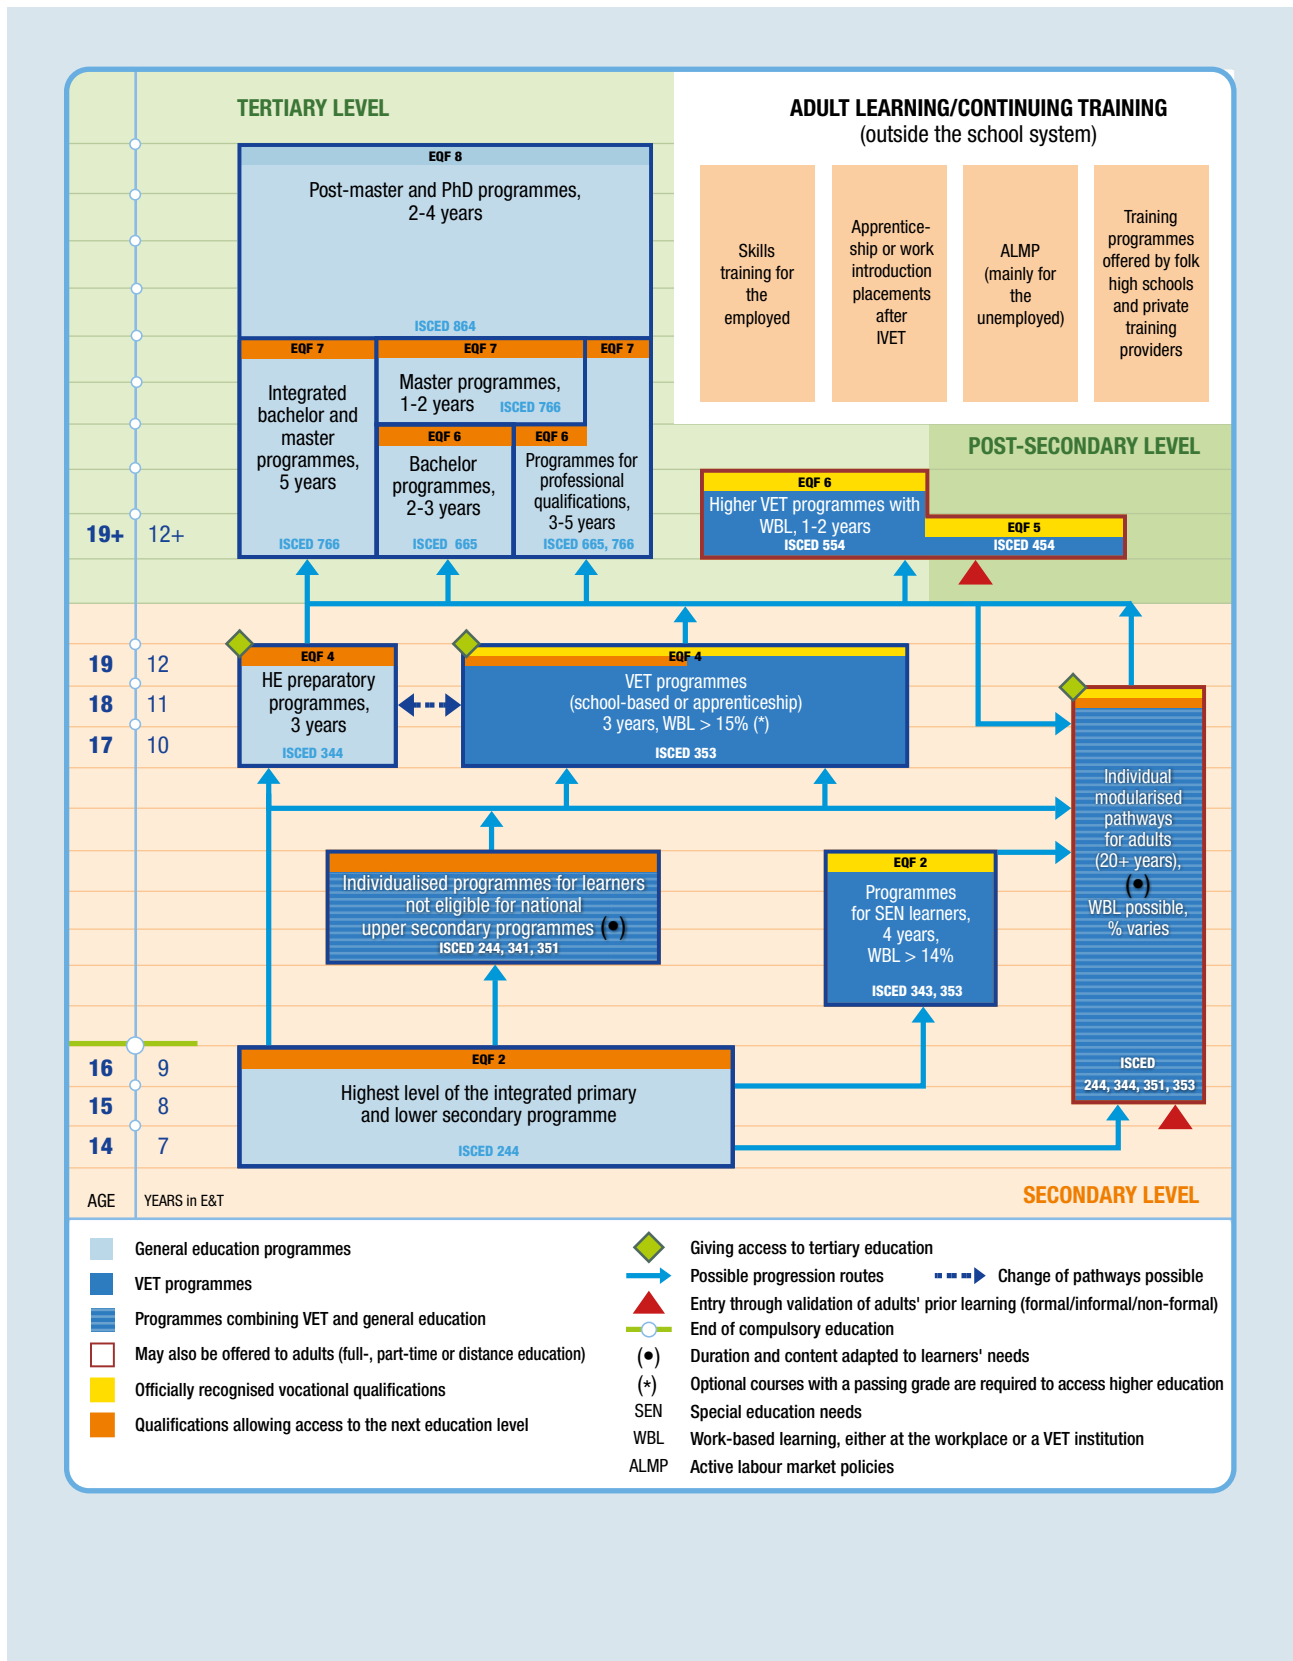 TERTIARY LEVEL
ADULT LEARNING/CONTINUING TRAINING
(outside the school system)
EQF 8
Post-master and PhD programmes,
2-4 years
ISCED 864
Skills
training for
the
employed
Apprentice-
ship or work
introduction
placements
after
IVET
ALMP
(mainly for
the
unemployed)
Training
programmes
offered by folk
high schools
and private
training
providers
EQF 7
Integrated
bachelor and
master
programmes,
5 years
ISCED 766
EQF 7
Master programmes,
1-2 years ISCED 766
EQF 7
EQF 6
Bachelor
programmes,
2-3 years
ISCED 665
EQF 6
Programmes for
professional
qualifications,
3-5 years
ISCED 665, 766
POST-SECONDARY LEVEL
EQF 6
Higher VET programmes with
WBL, 1-2 years
ISCED 554
EQF 5
ISCED 454
19+ 12+
19 12
18 11
17 10
EQF 4
HE preparatory
programmes,
3 years
ISCED 344
EQF 4
VET programmes
(school-based or apprenticeship)
3 years, WBL > 15% (*)
ISCED 353
Individual
modularised
pathways
for adults
(20+ years),
(•)
WBL possible,
% varies
ISCED
244, 344, 351, 353
Individualised programmes for learners
not eligible for national
upper secondary programmes (•)
ISCED 244, 341, 351
EQF 2
Programmes
for SEN learners,
4 years,
WBL > 14%
ISCED 343, 353
16 9
15 8
14 7
EQF 2
Highest level of the integrated primary
and lower secondary programme
ISCED 244
AGE YEARS in E&T
SECONDARY LEVEL
General education programmes
VET programmes
Programmes combining VET and general education
May also be offered to adults (full-, part-time or distance education)
Officially recognised vocational qualifications
Qualifications allowing access to the next education level
Giving access to tertiary education
Possible progression routes
Change of pathways possible
Entry through validation of adults' prior learning (formal/informal/non-formal)
End of compulsory education
(•) Duration and content adapted to learners' needs
(*) Optional courses with a passing grade are required to access higher education
SEN Special education needs
WBL Work-based learning, either at the workplace or a VET institution
ALMP Active labour market policies